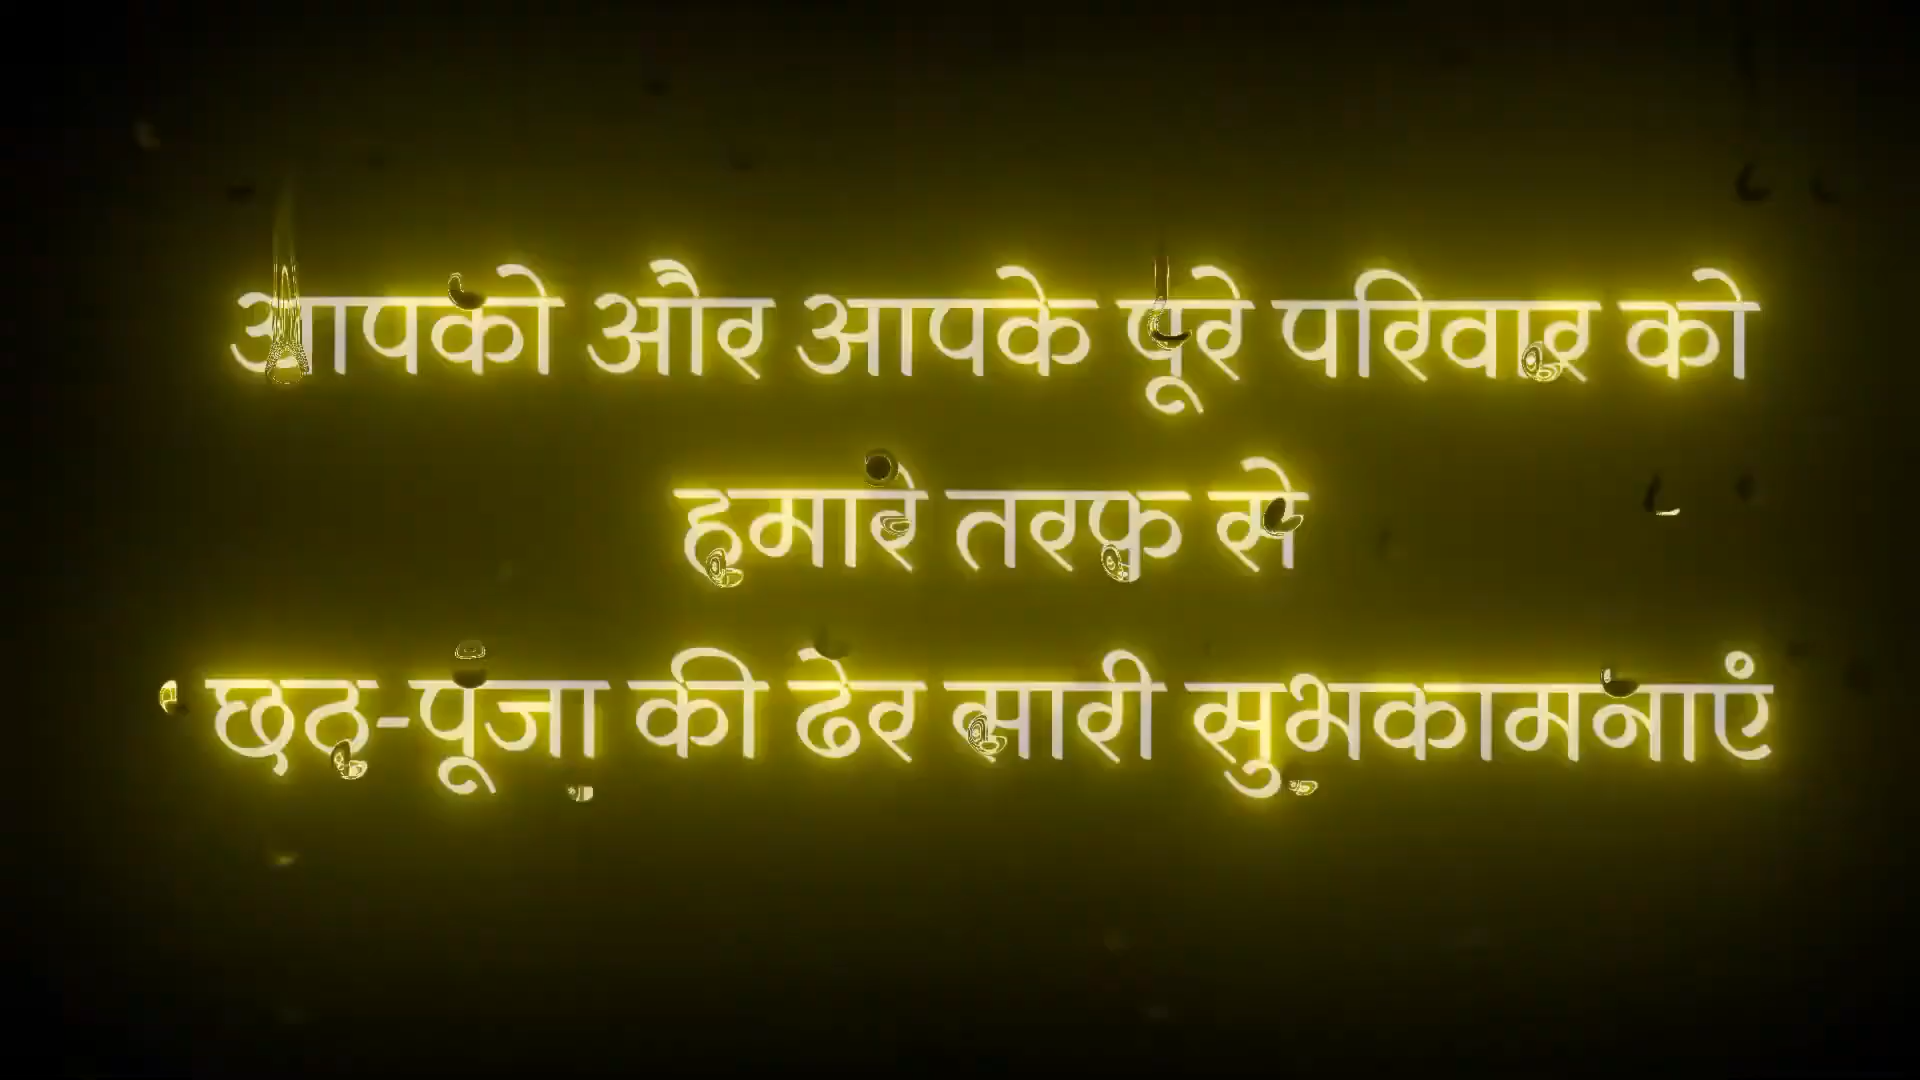 आपको और आपके पूरे परिवार को
हमारे तरफ से
छठ-पूजा की ढेर सारी सुभकामनाएं